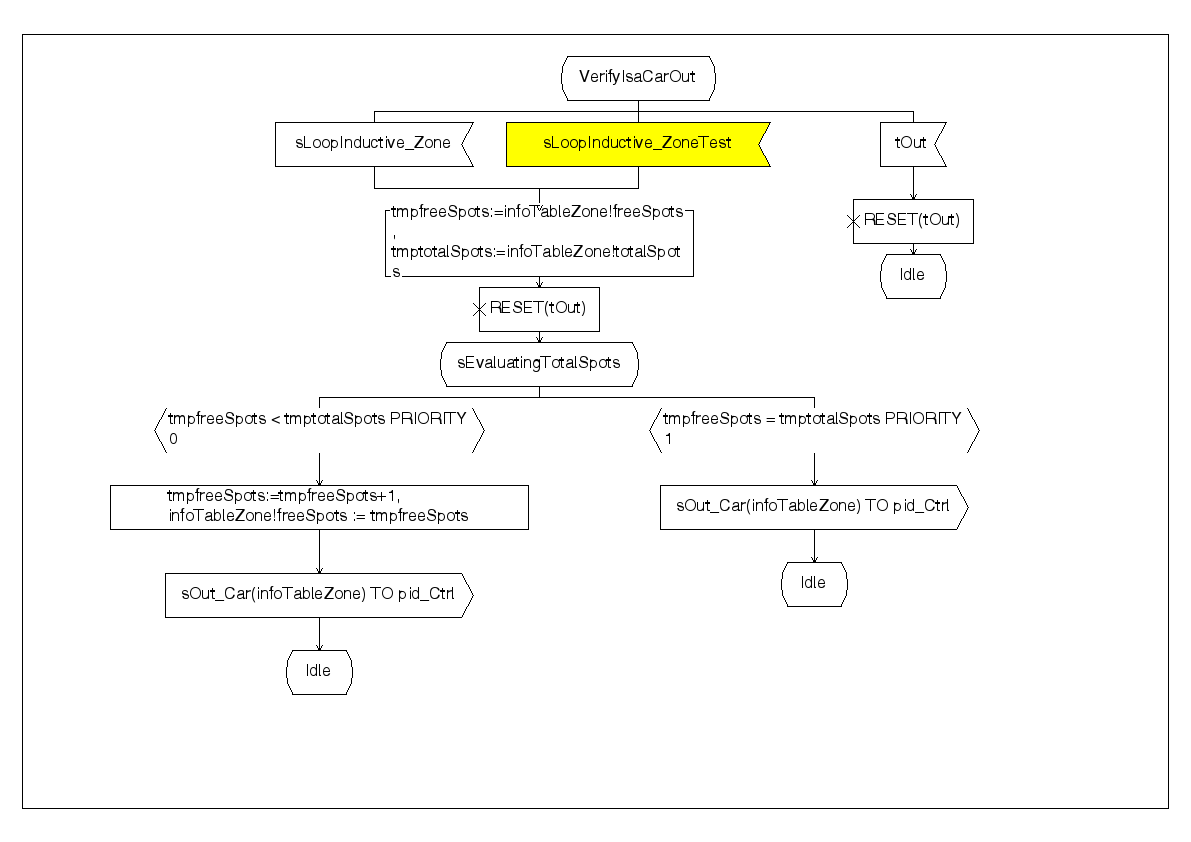 VerifyIsaCarOut
sLoopInductive_Zone
sLoopInductive_ZoneTest
tOut
tmpfreeSpots:=infoTableZone!freeSpots
,
tmptotalSpots:=infoTableZone!totalSpot
s
RESET(tOut)
Idle
RESET(tOut)
sEvaluatingTotalSpots
tmpfreeSpots < tmptotalSpots PRIORITY
0
tmpfreeSpots = tmptotalSpots PRIORITY
1
tmpfreeSpots:=tmpfreeSpots+1,
infoTableZone!freeSpots := tmpfreeSpots
sOut_Car(infoTableZone) TO pid_Ctrl
Idle
sOut_Car(infoTableZone) TO pid_Ctrl
Idle